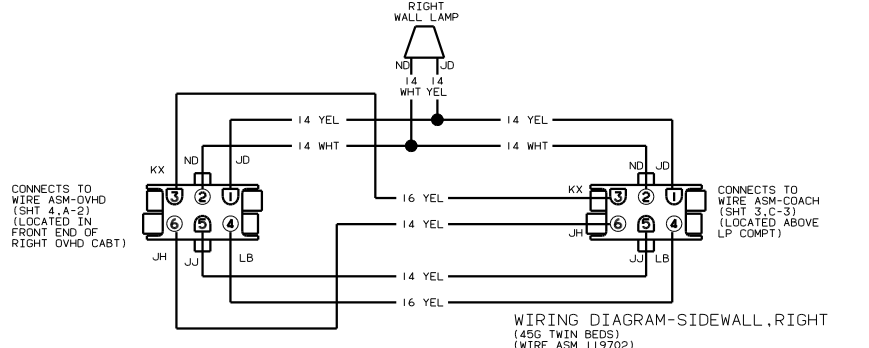 RIGHT
WALL LAMP
ND JD
14 14
WHT YEL
14 YEL 14 YEL
14 WHT 14 WHT
KX ND JD
ND JD
CONNECTS TO
WIRE ASM-OVHD
(SHT 4,A-2)
(LOCATED IN
FRONT END OF
RIGHT OVHD CABT)
3 2 1
6 5 4
JH JJ LB
16 YEL
14 YEL
KX
3 2 1
6 5 4
JH
JJ LB
CONNECTS TO
WIRE ASM-COACH
(SHT 3,C-3)
(LOCATED ABOVE
LP COMPT)
14 YEL
16 YEL
WIRING DIAGRAM-SIDEWALL,RIGHT
(45G TWIN BEDS)
(WIRE ASM 119702)